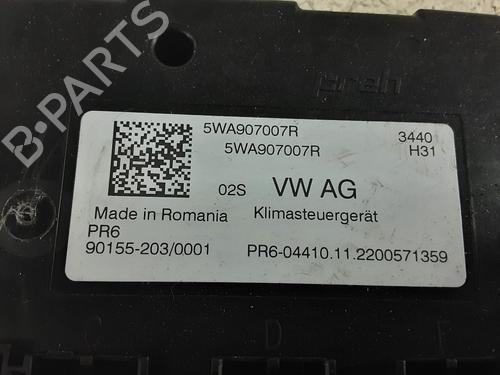 B-PARTS
preh
5WA907007R 3440
5WA907007R H31
02S VW AG
Made in Romania Klimasteuergerät
PR6
90155-203/0001 PR6-04410.11.2200571359
C D E